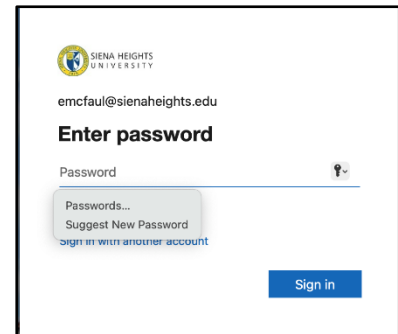 SIENA HEIGHTS
UNIVERSITY
emcfaul@sienaheights.edu
Enter password
Password
Passwords...
Suggest New Password
Sign in with another account
Sign in